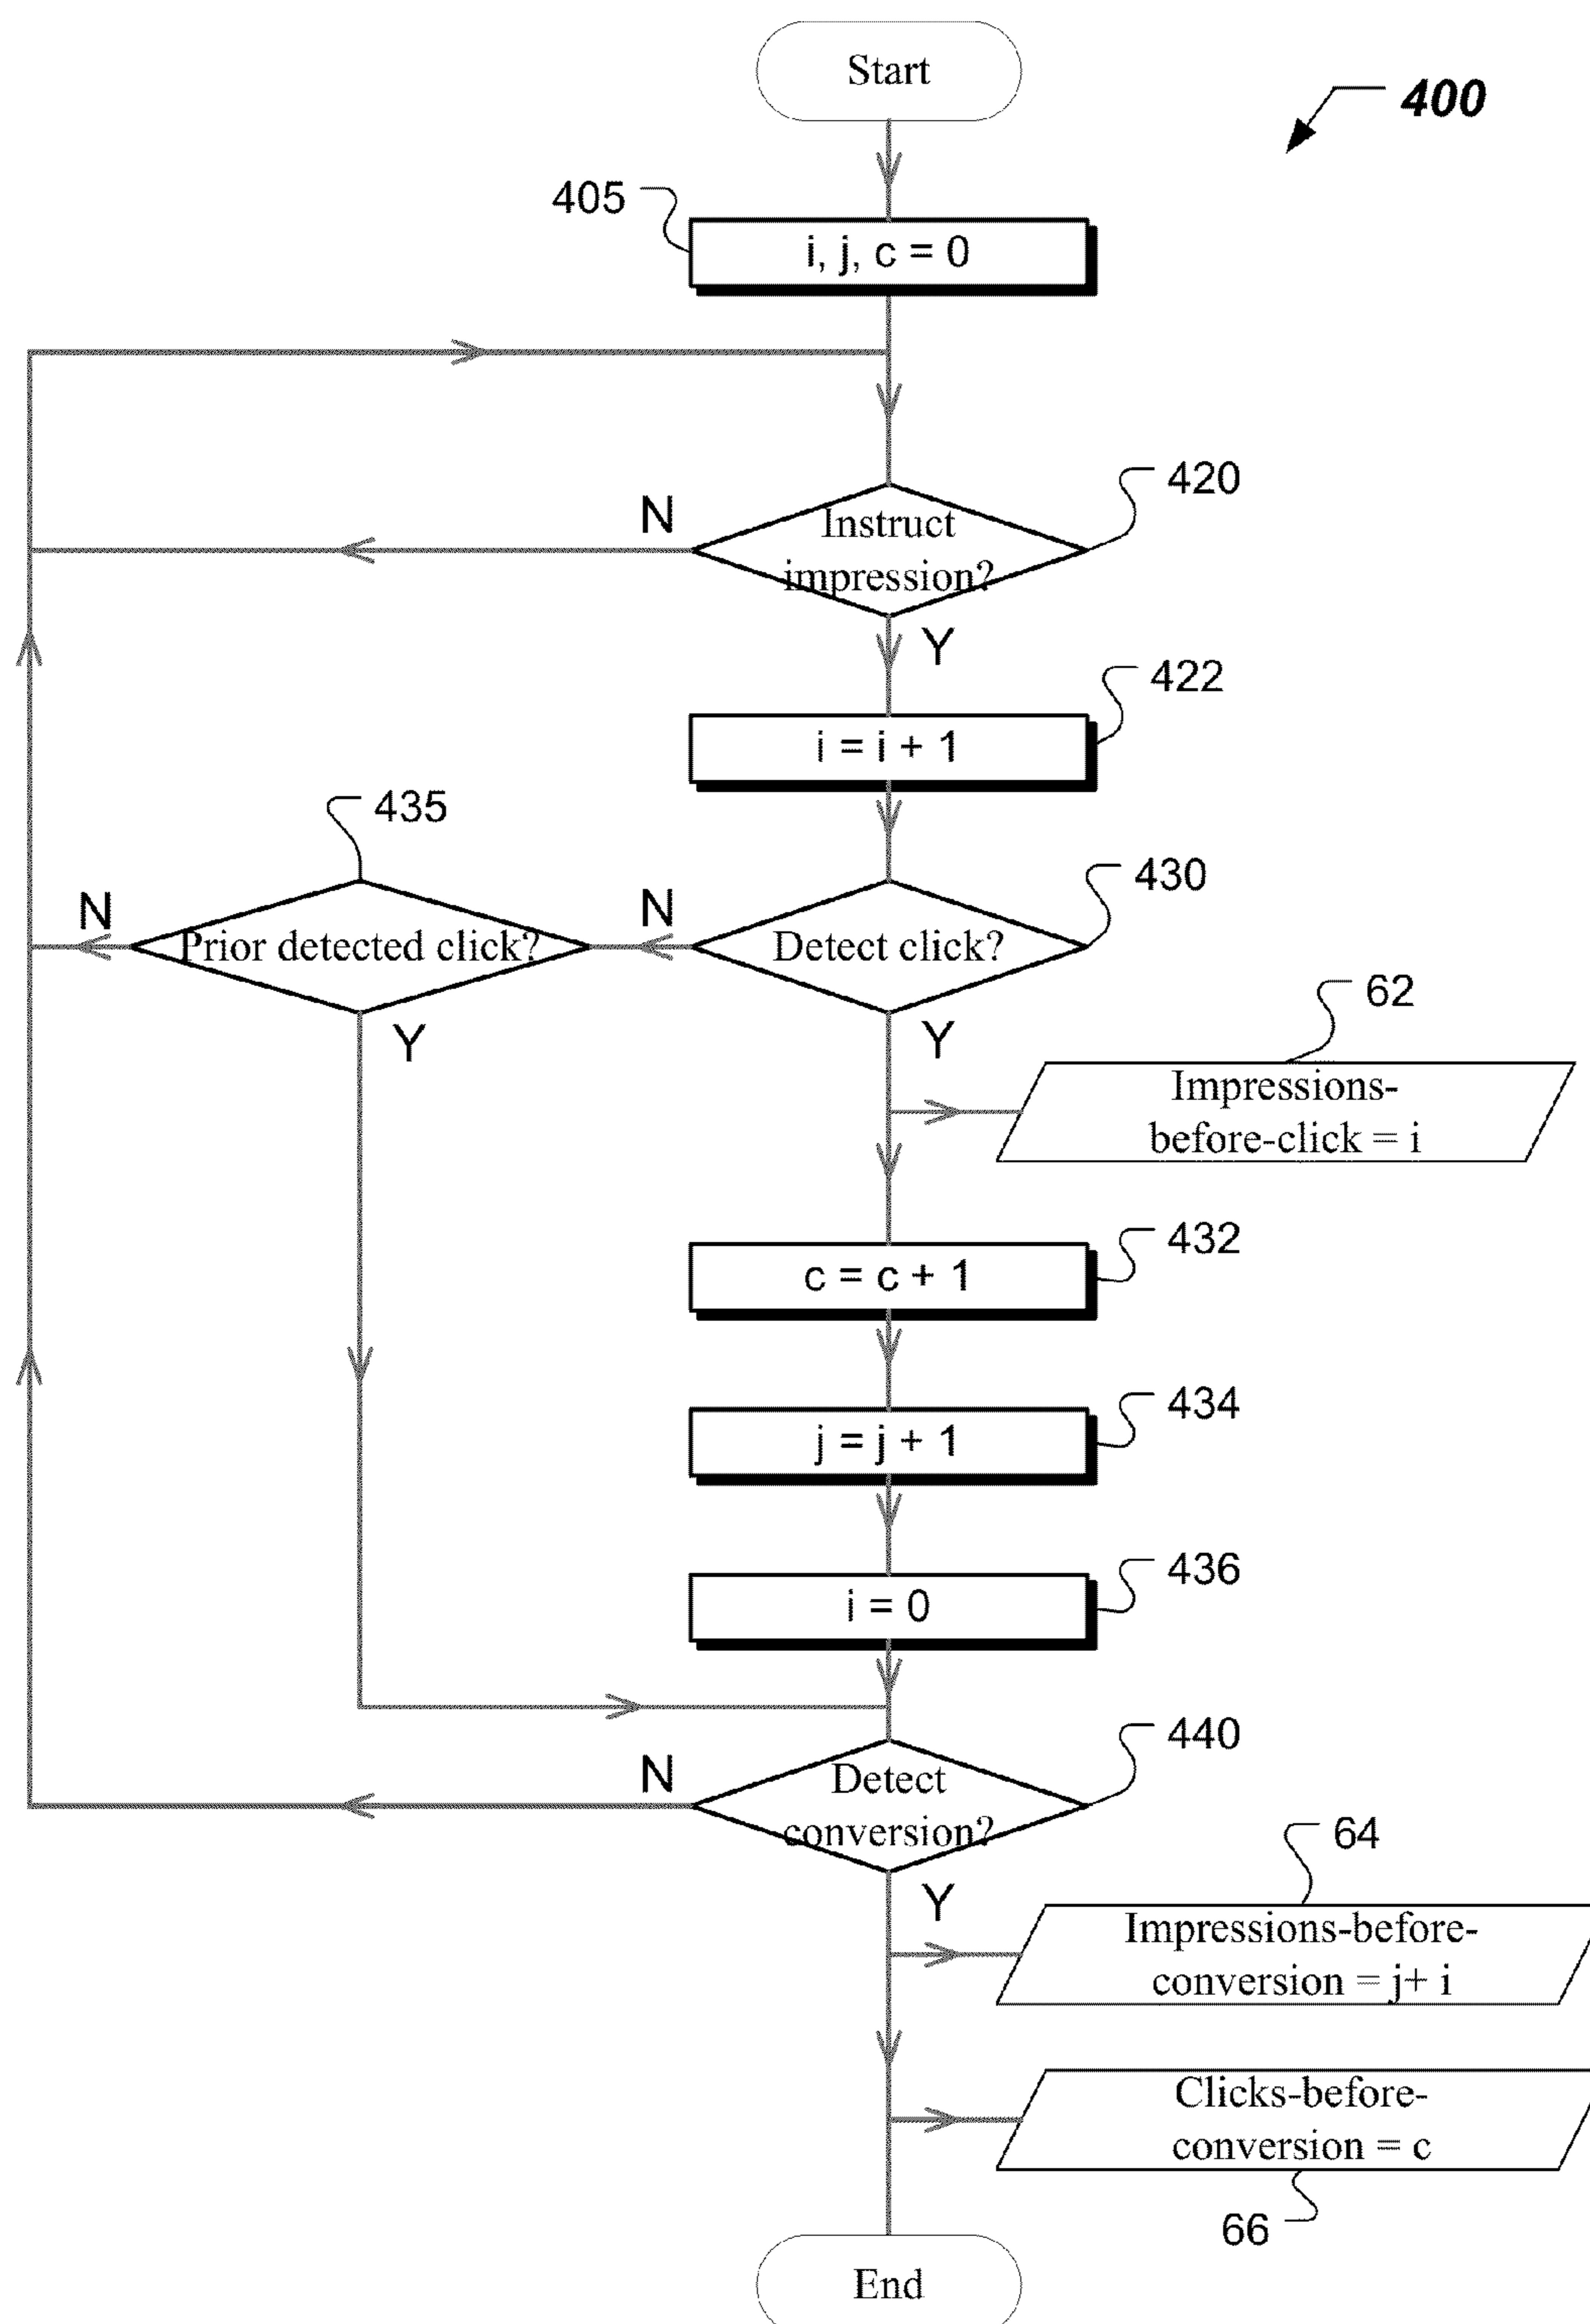 Start
400
405
i, j, c = 0
420
N
Instruct
impression?
Y
422
i = i + 1
435
430
N
Prior detected click?
N
Detect click?
Y
Y
62
Impressions-
before-click = i
432
c = c + 1
434
j = j + 1
436
i = 0
440
N
Detect
conversion?
Y
64
Impressions-before-
conversion = j+ i
Clicks-before-
conversion = c
66
End